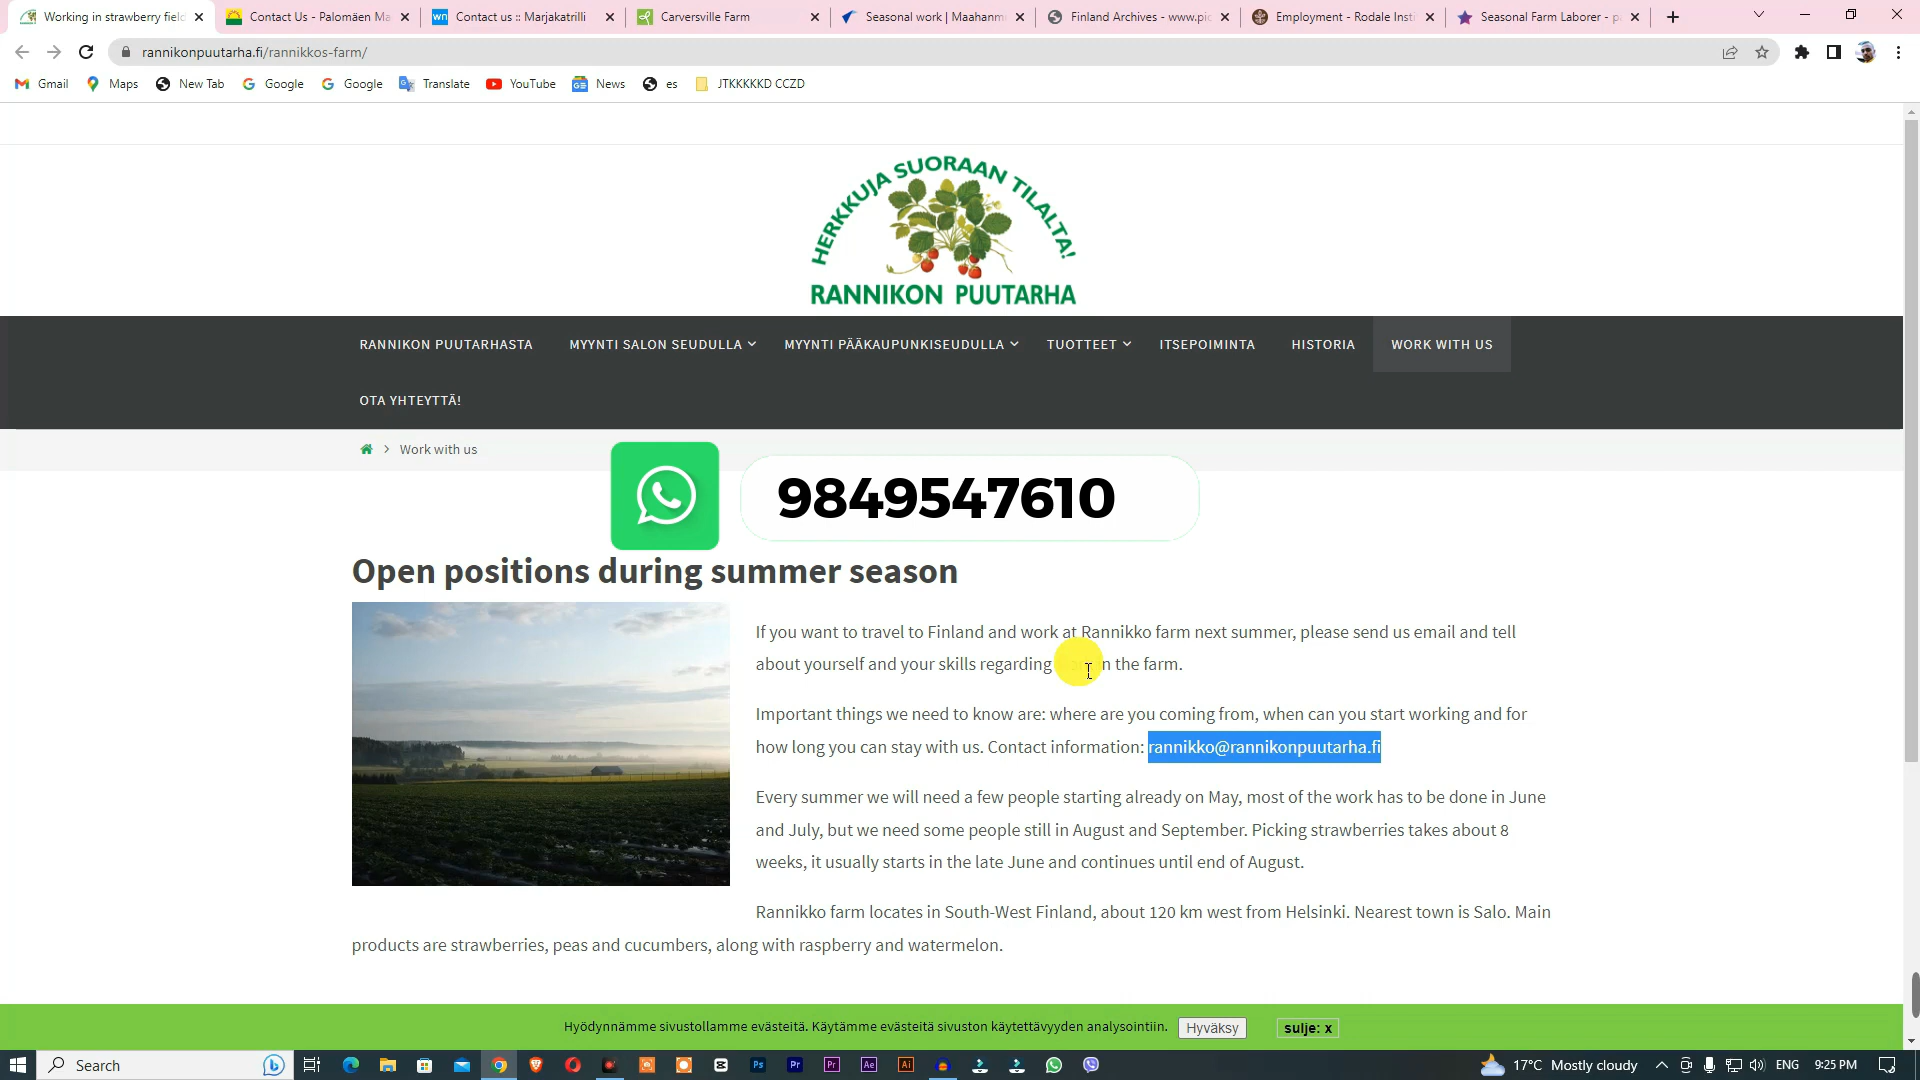 Working in strawberry field
Contact Us - Palomäen Ma
Contact us :: Marjakatrilli
Carversville Farm
Seasonal work | Maahanm
Finland Archives - www.pic
Employment - Rodale Insti
Seasonal Farm Laborer - p
rannikonpuutarha.fi/rannikkos-farm/
Gmail
Maps
New Tab
Google
Google
Translate
YouTube
News
es
JTKKKKKD CCZD
HERKKUJA SUORAAN TILALTA!
RANNIKON PUUTARHA
RANNIKON PUUTARHASTA
MYYNTI SALON SEUDULLA
MYYNTI PÄÄKAUPUNKISEUDULLA
TUOTTEET
ITSEPOIMINTA
HISTORIA
WORK WITH US
OTA YHTEYTTÄ!
Work with us
9849547610
Open positions during summer season
If you want to travel to Finland and work at Rannikko farm next summer, please send us email and tell
about yourself and your skills regarding the farm.
Important things we need to know are: where are you coming from, when can you start working and for
how long you can stay with us. Contact information: rannikko@rannikonpuutarha.fi
Every summer we will need a few people starting already on May, most of the work has to be done in June
and July, but we need some people still in August and September. Picking strawberries takes about 8
weeks, it usually starts in the late June and continues until end of August.
Rannikko farm locates in South-West Finland, about 120 km west from Helsinki. Nearest town is Salo. Main
products are strawberries, peas and cucumbers, along with raspberry and watermelon.
Hyödynnämme sivustollamme evästeitä. Käytämme evästeitä sivuston käytettävyyden analysointiin.
Hyväksy
sulje: x
Search
17°C Mostly cloudy
ENG
9:25 PM